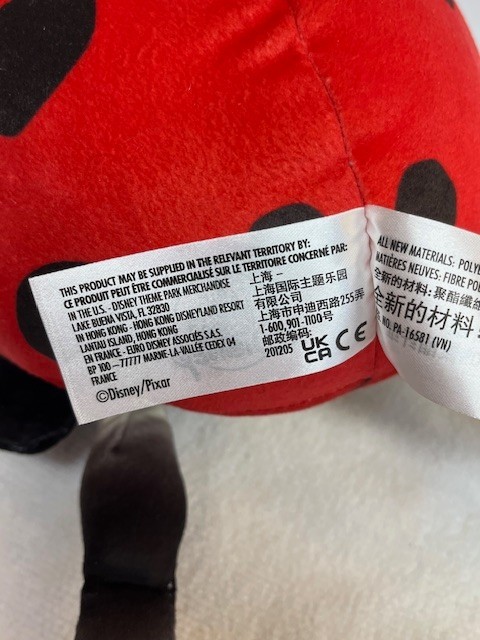 THIS PRODUCT MAY BE SUPPLIED IN THE RELEVANT TERRITORY BY:
CE PRODUIT PEUT ÊTRE COMMERCIALISÉ SUR LE TERRITOIRE CONCERNÉ PAR:
IN THE U.S. - DISNEY THEME PARK MERCHANDISE
LAKE BUENA VISTA, FL 32830
IN HONG KONG - HONG KONG DISNEYLAND RESORT
LANTAU ISLAND, HONG KONG
EN FRANCE - EURO DISNEY ASSOCIÉS S.A.S.
BP 100 - 77777 MARNE-LA-VALLÉE CEDEX 04
FRANCE
©Disney/Pixar
上海 -
上海国际主题乐园
有限公司
上海市申迪西路255弄
1-600,901-1100号
邮政编码:
201205
UK
CA CE
ALL NEW MATERIALS: POLYE
MATIÈRES NEUVES: FIBRE PO
全新的材料: 聚酯纤
全新的材料:
NO. PA-16581 (VN)